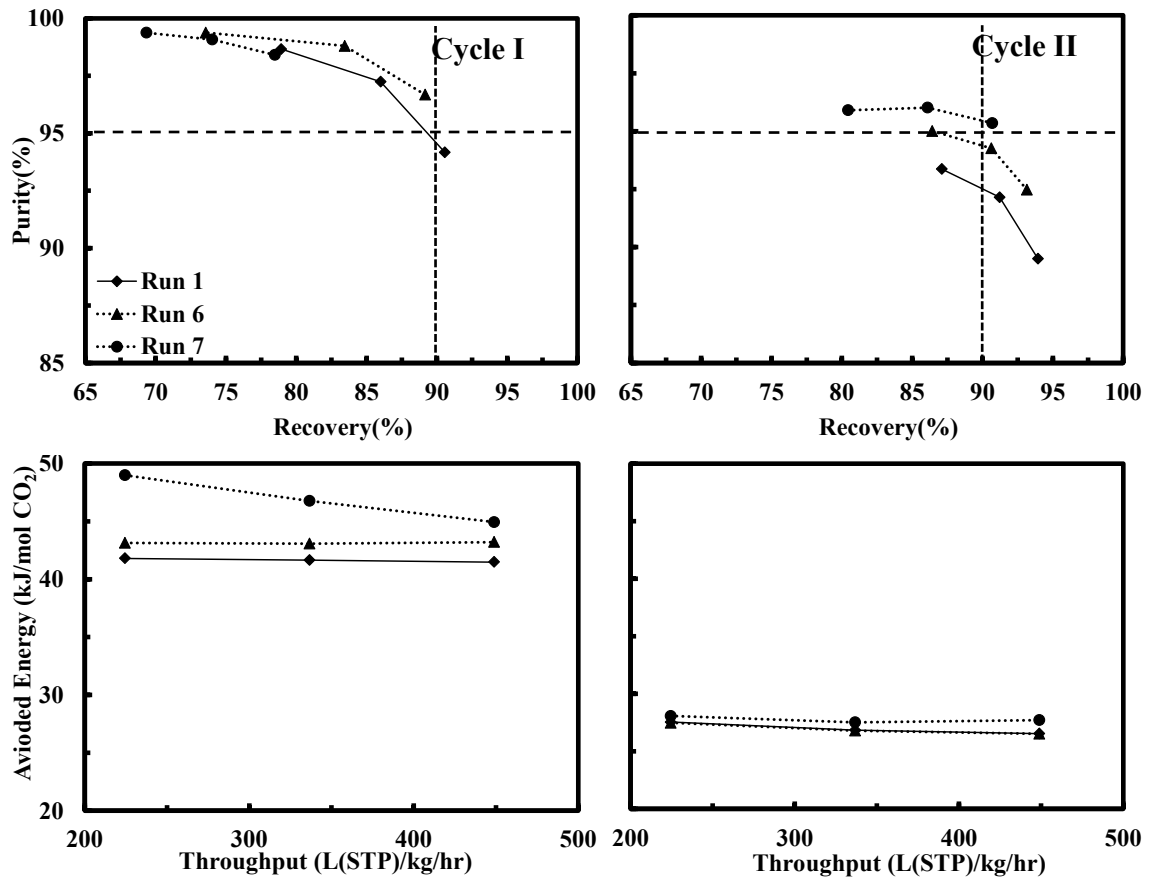 100
95
90
85
Purity(%)
Cycle I
Run 1
Run 6
Run 7
65 70 75 80 85 90 95 100
Recovery(%)
Cycle II
65 70 75 80 85 90 95 100
Recovery(%)
50
40
30
20
Avioded Energy (kJ/mol CO₂)
200 300 400 500
Throughput (L(STP)/kg/hr)
200 300 400 500
Throughput (L(STP)/kg/hr)